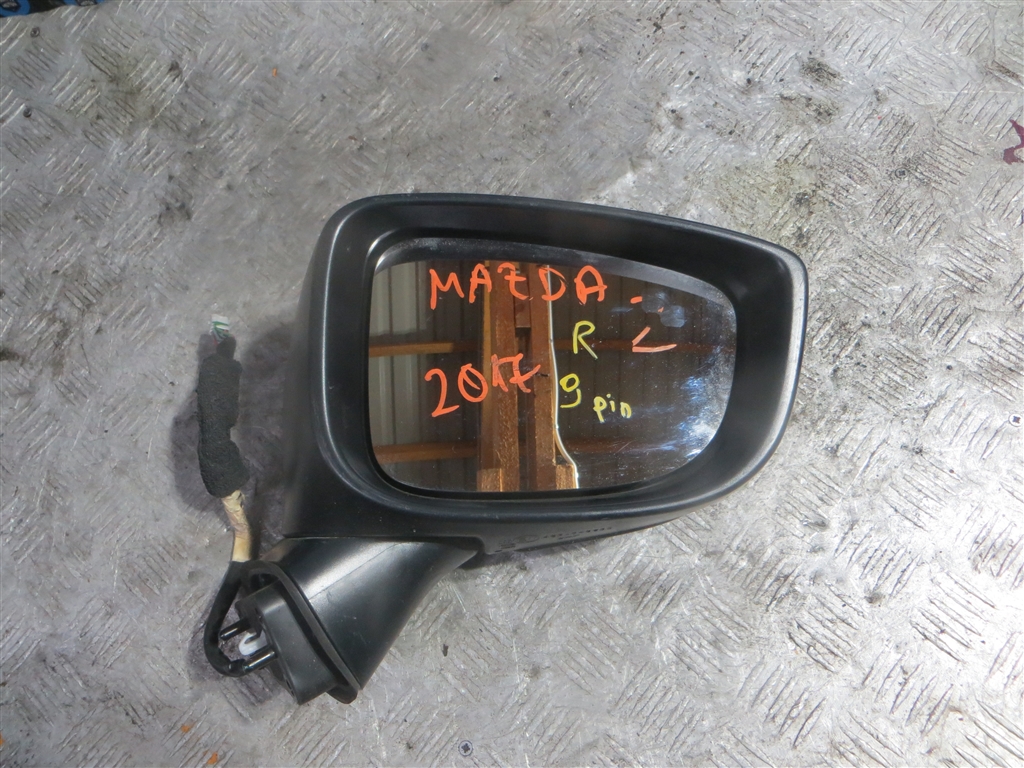 MAZDA -
R L
2017 9 pin